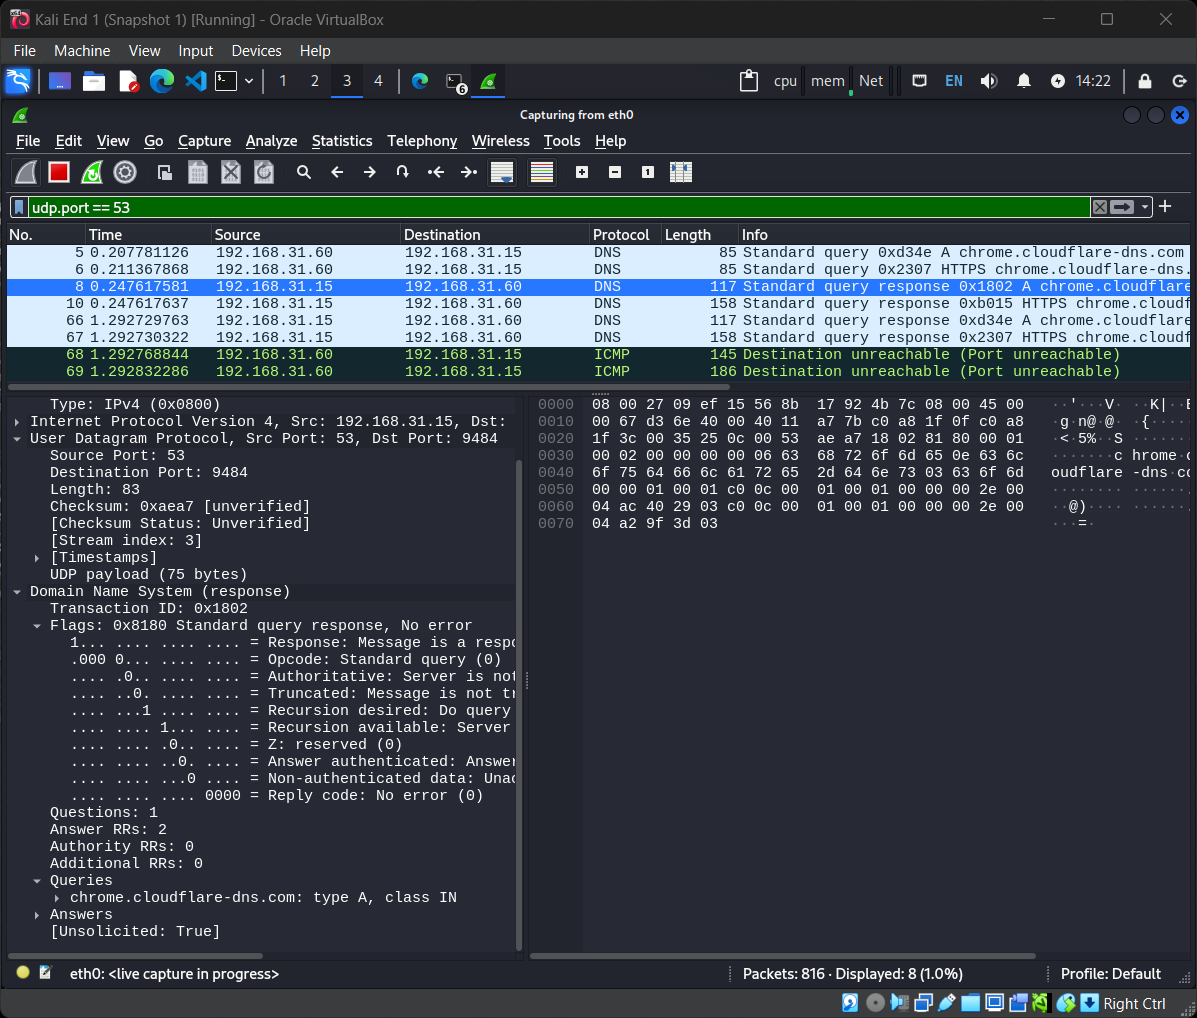 Kali End 1 (Snapshot 1) [Running] - Oracle VirtualBox
File Machine View Input Devices Help
1 2 3 4 6 cpu mem Net EN 14:22
Capturing from eth0
File Edit View Go Capture Analyze Statistics Telephony Wireless Tools Help
udp.port == 53
No. Time Source Destination Protocol Length Info
5 0.207781126 192.168.31.60 192.168.31.15 DNS 85 Standard query 0xd34e A chrome.cloudflare-dns.com
6 0.211367868 192.168.31.60 192.168.31.15 DNS 85 Standard query 0x2307 HTTPS chrome.cloudflare-dns.
8 0.247617581 192.168.31.15 192.168.31.60 DNS 117 Standard query response 0x1802 A chrome.cloudflare
10 0.247617637 192.168.31.15 192.168.31.60 DNS 158 Standard query response 0xb015 HTTPS chrome.cloudf
66 1.292729763 192.168.31.15 192.168.31.60 DNS 117 Standard query response 0xd34e A chrome.cloudflare
67 1.292730322 192.168.31.15 192.168.31.60 DNS 158 Standard query response 0x2307 HTTPS chrome.cloudf
68 1.292768844 192.168.31.60 192.168.31.15 ICMP 145 Destination unreachable (Port unreachable)
69 1.292832286 192.168.31.60 192.168.31.15 ICMP 186 Destination unreachable (Port unreachable)
Type: IPv4 (0x0800)
Internet Protocol Version 4, Src: 192.168.31.15, Dst:
User Datagram Protocol, Src Port: 53, Dst Port: 9484
Source Port: 53
Destination Port: 9484
Length: 83
Checksum: 0xaea7 [unverified]
[Checksum Status: Unverified]
[Stream index: 3]
[Timestamps]
UDP payload (75 bytes)
Domain Name System (response)
Transaction ID: 0x1802
Flags: 0x8180 Standard query response, No error
1... .... .... .... = Response: Message is a respo
.000 0... .... .... = Opcode: Standard query (0)
.... .0.. .... .... = Authoritative: Server is not
.... ..0. .... .... = Truncated: Message is not tr
.... ...1 .... .... = Recursion desired: Do query
.... .... 1... .... = Recursion available: Server
.... .... .0.. .... = Z: reserved (0)
.... .... ..0. .... = Answer authenticated: Answer
.... .... ...0 .... = Non-authenticated data: Unac
.... .... .... 0000 = Reply code: No error (0)
Questions: 1
Answer RRs: 2
Authority RRs: 0
Additional RRs: 0
Queries
chrome.cloudflare-dns.com: type A, class IN
Answers
[Unsolicited: True]
0000 08 00 27 09 ef 15 56 8b 17 92 4b 7c 08 00 45 00 ··'···V· ··K|··E·
0010 00 67 d3 6e 40 00 40 11 a7 7b c0 a8 1f 0f c0 a8 ·g·n@·@· ·{······
0020 1f 3c 00 35 25 0c 00 53 ae a7 18 02 81 80 00 01 ·<·5%··S ········
0030 00 02 00 00 00 00 06 63 68 72 6f 6d 65 0e 63 6c ·······c hrome·c
0040 6f 75 64 66 6c 61 72 65 2d 64 6e 73 03 63 6f 6d oudflare -dns·co
0050 00 00 01 00 01 c0 0c 00 01 00 01 00 00 00 2e 00 ········ ······.
0060 04 ac 40 29 03 c0 0c 00 01 00 01 00 00 00 2e 00 ··@)···· ······.
0070 04 a2 9f 3d 03 ···=·
eth0: <live capture in progress>
Packets: 816 · Displayed: 8 (1.0%)
Profile: Default
Right Ctrl